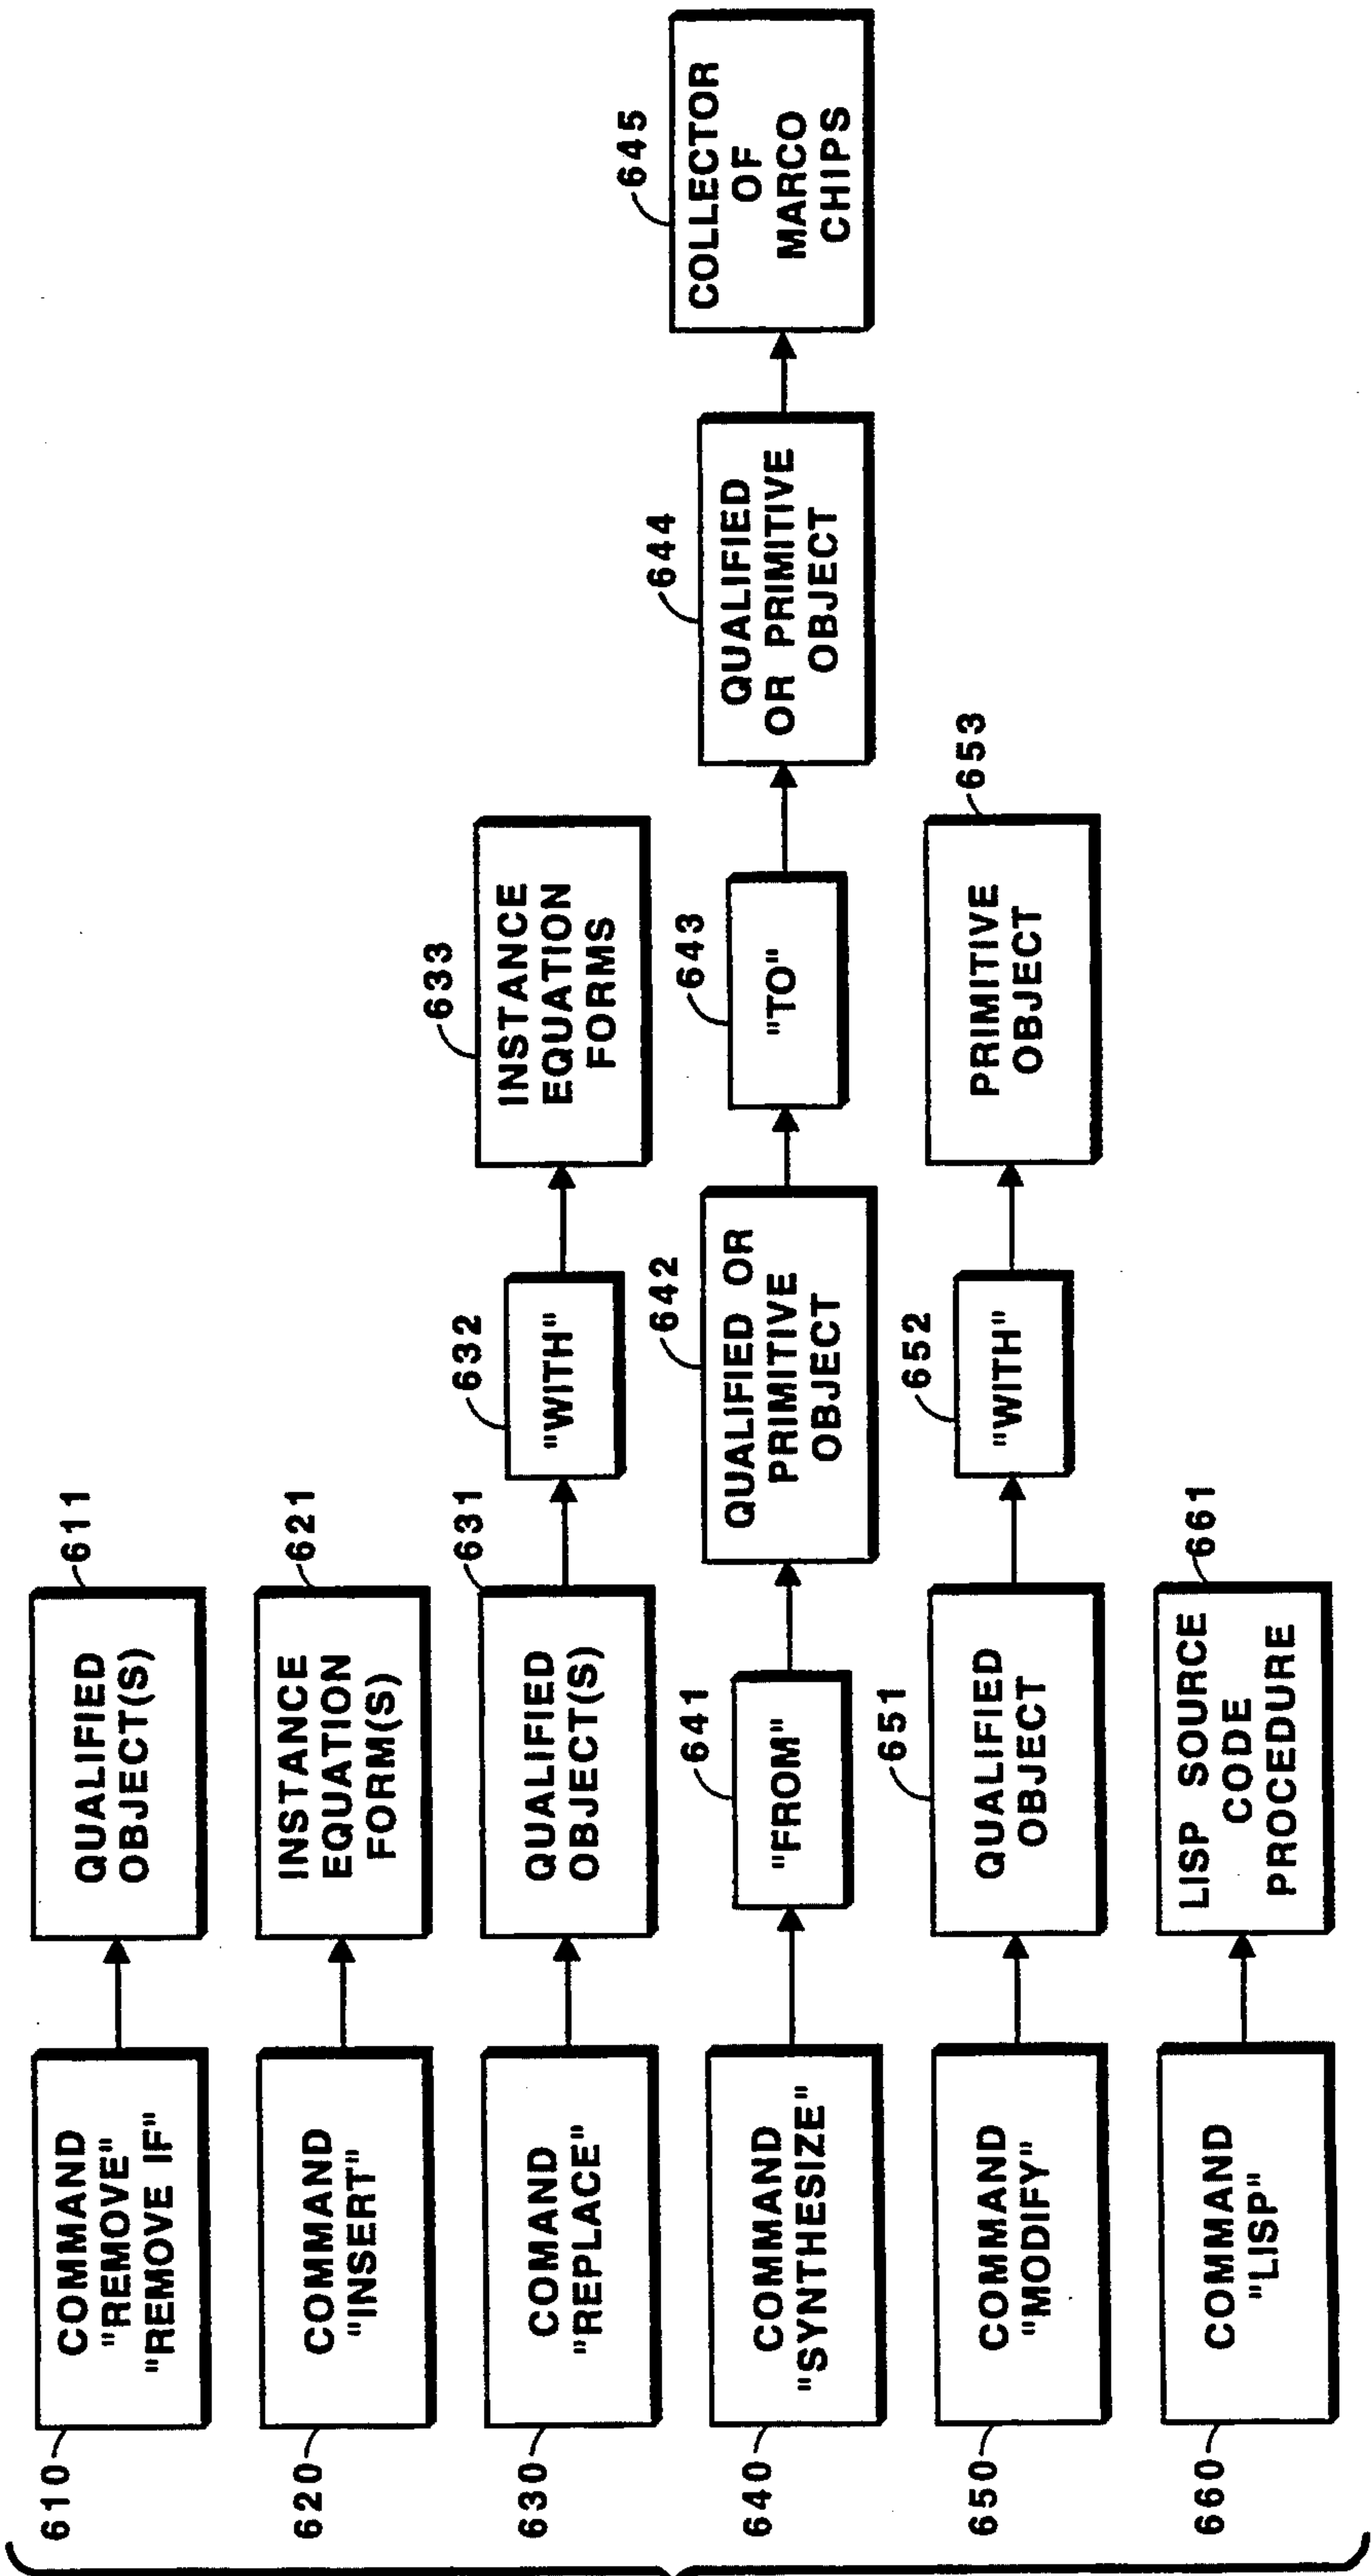 610
COMMAND
"REMOVE"
"REMOVE IF"
611
QUALIFIED
OBJECT(S)
620
COMMAND
"INSERT"
621
INSTANCE
EQUATION
FORM(S)
630
COMAND
"REPLACE"
631
QUALIFIED
OBJECT(S)
632
"WITH"
633
INSTANCE
EQUATION
FORMS
640
COMMAND
"SYNTHESIZE"
641
"FROM"
642
QUALIFIED OR
PRIMITIVE
OBJECT
643
"TO"
644
QUALIFIED
OR PRIMITIVE
OBJECT
645
COLLECTOR
OF
MARCO
CHIPS
650
COMMAND
"MODIFY"
651
QUALIFIED
OBJECT
652
"WITH"
653
PRIMITIVE
OBJECT
660
COMMAND
"LISP"
661
LISP SOURCE
CODE
PROCEDURE